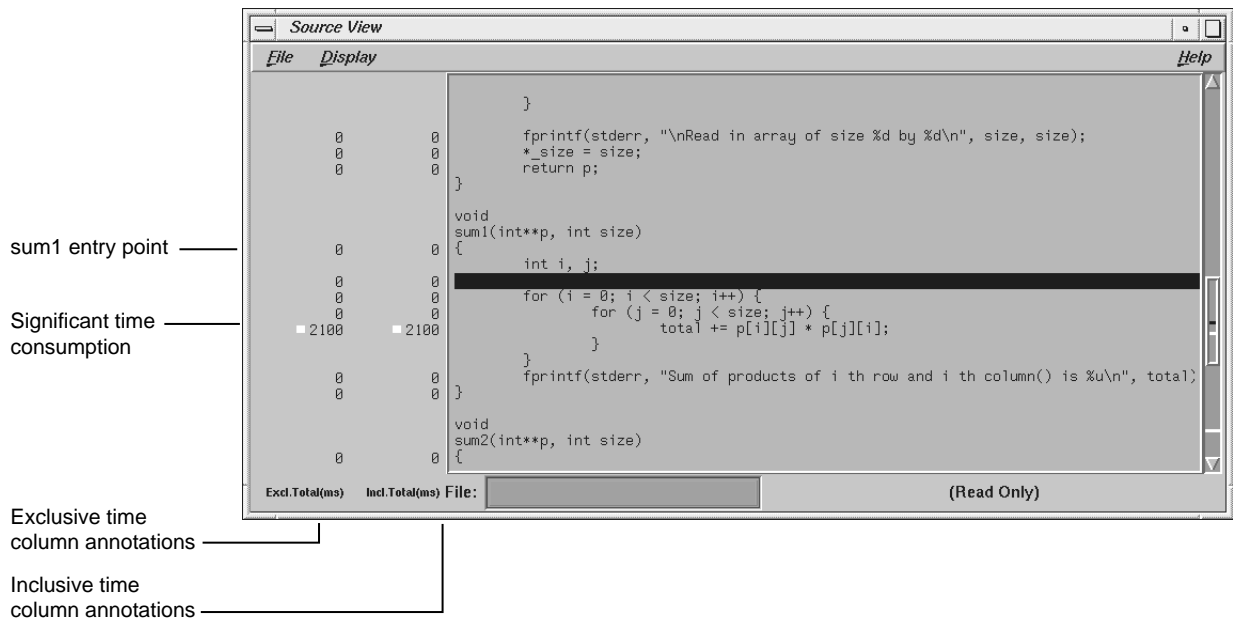 Source View
File Display Help
}
0 0 fprintf(stderr, "\nRead in array of size %d by %d\n", size, size);
0 0 *_size = size;
0 0 return p;
}
void
sum1(int**p, int size)
sum1 entry point
0 0 {
int i, j;
0 0
0 0 for (i = 0; i < size; i++) {
0 0 for (j = 0; j < size; j++) {
Significant time
consumption
2100 2100 total += p[i][j] * p[j][i];
}
}
0 0 fprintf(stderr, "Sum of products of i th row and i th column() is %u\n", total)
0 0 }
void
sum2(int**p, int size)
0 0 {
Excl.Total(ms) Incl.Total(ms) File: (Read Only)
Exclusive time
column annotations
Inclusive time
column annotations